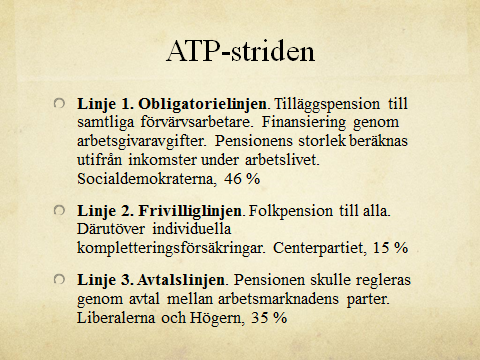 ATP-striden
Linje 1. Obligatorielinjen. Tilläggspension till
samtliga förvärvsarbetare. Finansiering genom
arbetsgivaravgifter. Pensionens storlek beräknas
utifrån inkomster under arbetslivet.
Socialdemokraterna, 46 %
Linje 2. Frivilliglinjen. Folkpension till alla.
Därutöver individuella
kompletteringsförsäkringar. Centerpartiet, 15 %
Linje 3. Avtalslinjen. Pensionen skulle regleras
genom avtal mellan arbetsmarknadens parter.
Liberalerna och Högern, 35 %